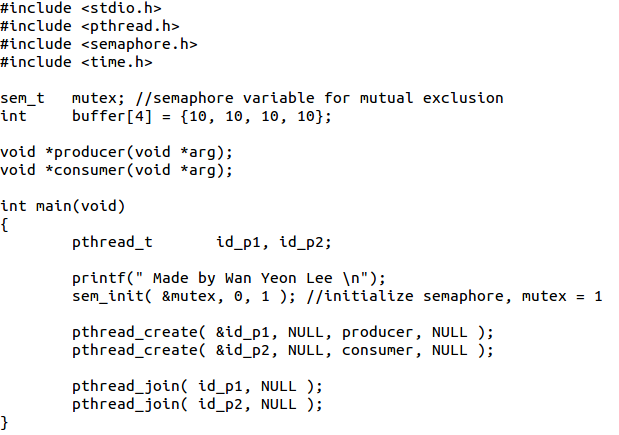 #include <stdio.h>
#include <pthread.h>
#include <semaphore.h>
#include <time.h>
sem_t   mutex; //semaphore variable for mutual exclusion
int     buffer[4] = {10, 10, 10, 10};
void *producer(void *arg);
void *consumer(void *arg);
int main(void)
{
        pthread_t       id_p1, id_p2;
        printf(" Made by Wan Yeon Lee \n");
        sem_init( &mutex, 0, 1 ); //initialize semaphore, mutex = 1
        pthread_create( &id_p1, NULL, producer, NULL );
        pthread_create( &id_p2, NULL, consumer, NULL );
        pthread_join( id_p1, NULL );
        pthread_join( id_p2, NULL );
}